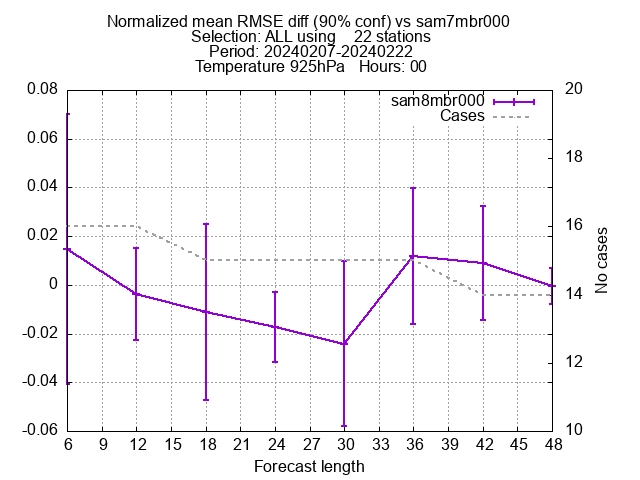 Normalized mean RMSE diff (90% conf) vs sam7mbr000
Selection: ALL using    22 stations
Period: 20240207-20240222
Temperature 925hPa   Hours: 00
sam8mbr000
Cases
0.08
0.06
0.04
0.02
0
-0.02
-0.04
-0.06
20
18
16
14
12
10
No cases
6 9 12 15 18 21 24 27 30 33 36 39 42 45 48
Forecast length